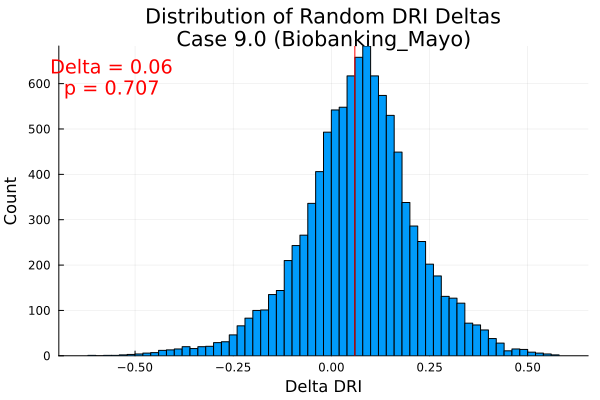 Distribution of Random DRI Deltas
Case 9.0 (Biobanking_Mayo)
Delta = 0.06
p = 0.707
600
500
400
300
200
100
0
Count
−0.50
−0.25
0.00
0.25
0.50
Delta DRI